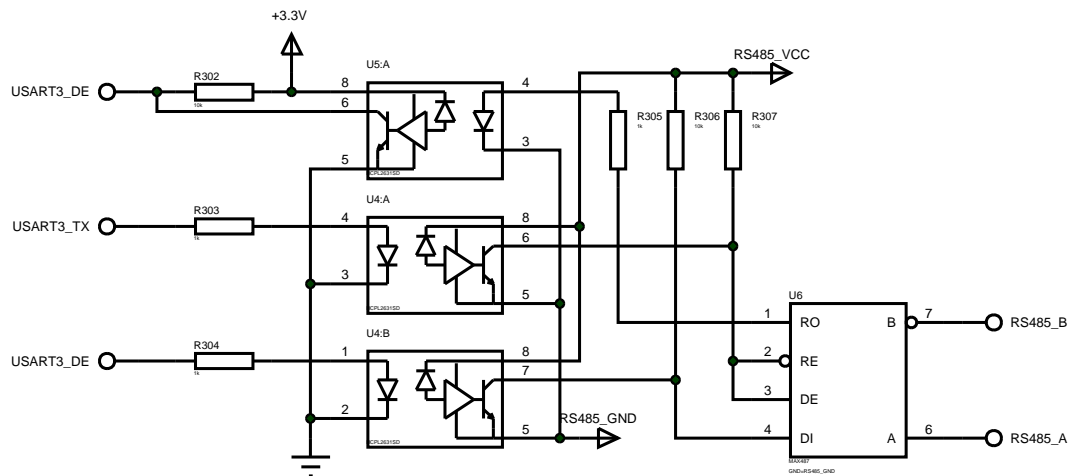 +3.3V
USART3_DE
R302
10k
U5:A
8
6
5
4
3
HCPL2631SD
RS485_VCC
R305
1k
R306
10k
R307
10k
USART3_TX
R303
1k
U4:A
4
3
8
6
5
HCPL2631SD
USART3_DE
R304
1k
U4:B
1
2
8
7
5
HCPL2631SD
RS485_GND
U6
1
RO
2
RE
3
DE
4
DI
B
7
A
6
MAX487
GND=RS485_GND
RS485_B
RS485_A